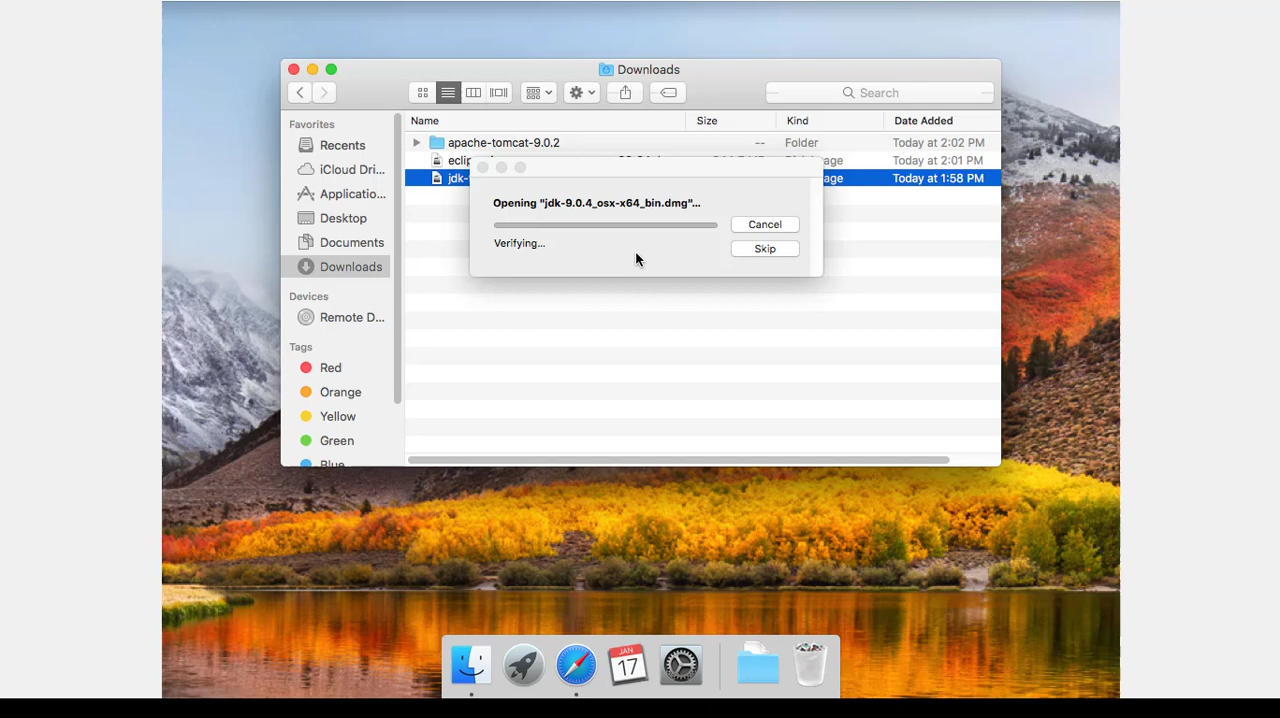 Downloads
Search
Favorites
Recents
iCloud Dri...
Applicatio...
Desktop
Documents
Downloads
Devices
Remote D...
Tags
Red
Orange
Yellow
Green
Blue
Name Size Kind Date Added
apache-tomcat-9.0.2 -- Folder Today at 2:02 PM
Today at 2:01 PM
Today at 1:58 PM
Opening "jdk-9.0.4_osx-x64_bin.dmg"...
Cancel
Verifying...
Skip
JAN
17